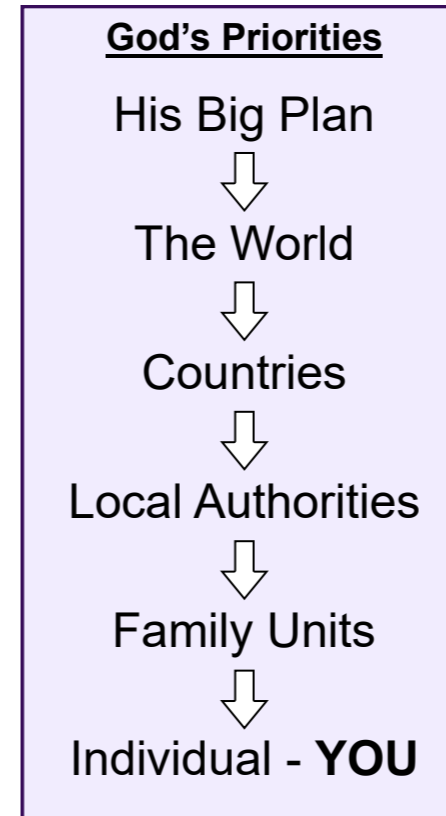 God’s Priorities
His Big Plan
The World
Countries
Local Authorities
Family Units
Individual - YOU